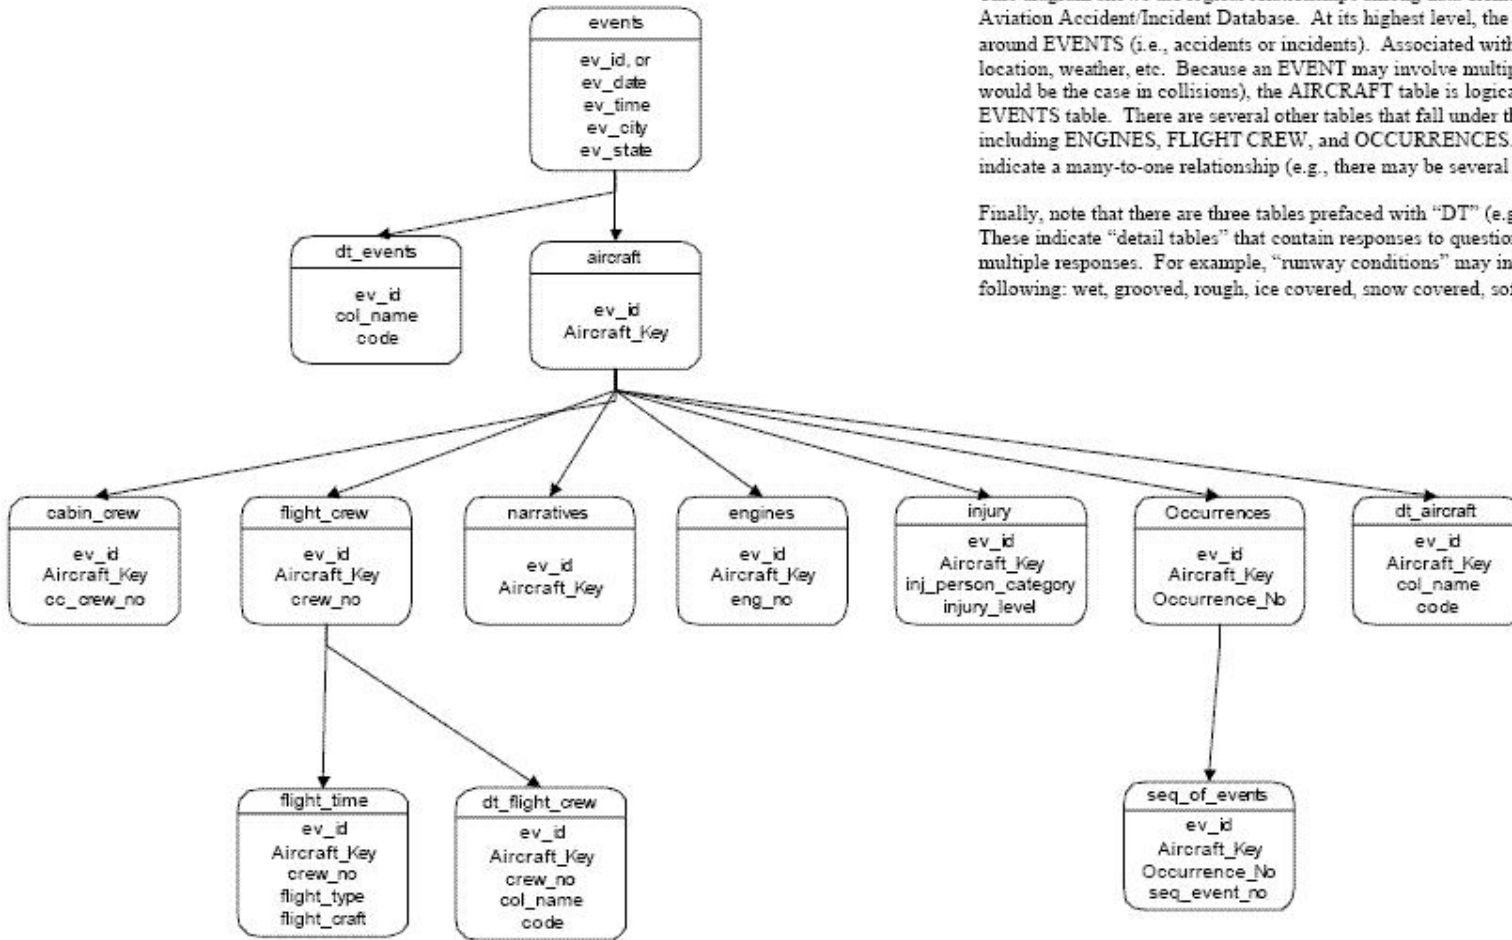 Aviation Accident/Incident Database. At its highest level, the
around EVENTS (i.e., accidents or incidents). Associated with
location, weather, etc. Because an EVENT may involve multip
would be the case in collisions), the AIRCRAFT table is logica
EVENTS table. There are several other tables that fall under th
including ENGINES, FLIGHT CREW, and OCCURRENCES.
indicate a many-to-one relationship (e.g., there may be several
Finally, note that there are three tables prefaced with “DT” (e.g
These indicate “detail tables” that contain responses to question
multiple responses. For example, “runway conditions” may in
following: wet, grooved, rough, ice covered, snow covered, so
events
ev_id, or
ev_date
ev_time
ev_city
ev_state
dt_events
ev_id
col_name
code
aircraft
ev_id
Aircraft_Key
cabin_crew
ev_id
Aircraft_Key
cc_crew_no
flight_crew
ev_id
Aircraft_Key
crew_no
narratives
ev_id
Aircraft_Key
engines
ev_id
Aircraft_Key
eng_no
injury
ev_id
Aircraft_Key
inj_person_category
injury_level
Occurrences
ev_id
Aircraft_Key
Occurrence_No
dt_aircraft
ev_id
Aircraft_Key
col_name
code
flight_time
ev_id
Aircraft_Key
crew_no
flight_type
flight_craft
dt_flight_crew
ev_id
Aircraft_Key
crew_no
col_name
code
seq_of_events
ev_id
Aircraft_Key
Occurrence_No
seq_event_no